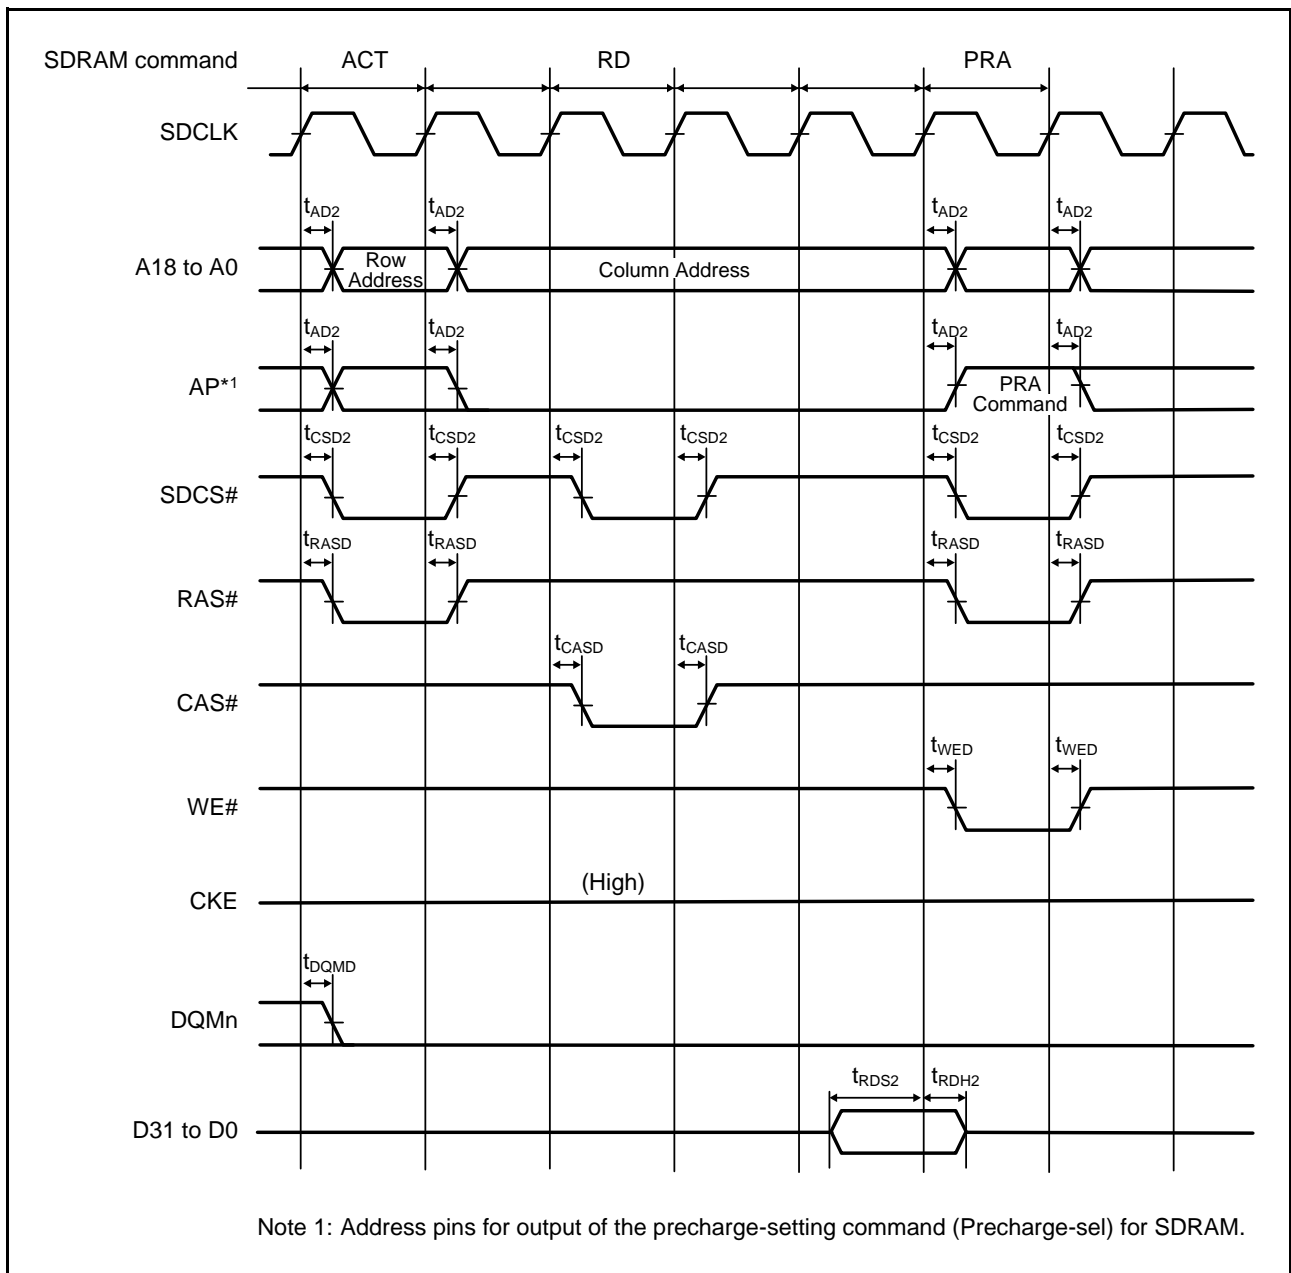 SDRAM command ACT RD PRA
SDCLK
tAD2 tAD2 tAD2 tAD2
A18 to A0 Row Address Column Address
tAD2 tAD2 tAD2 tAD2
AP*1 PRA Command
tCSD2 tCSD2 tCSD2 tCSD2 tCSD2 tCSD2
SDCS#
tRASD tRASD tRASD tRASD
RAS#
tCASD tCASD
CAS#
tWED tWED
WE#
(High)
CKE
tDQMD
DQMn
tRDS2 tRDH2
D31 to D0
Note 1: Address pins for output of the precharge-setting command (Precharge-sel) for SDRAM.